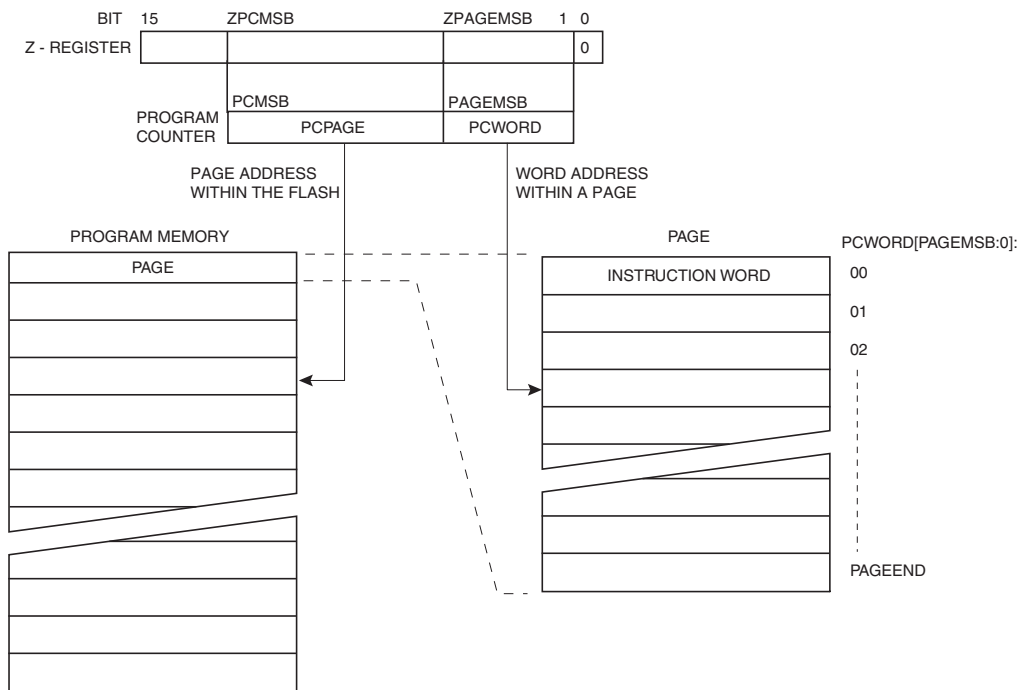 BIT 15 ZPCMSB ZPAGEMSB 1 0
Z - REGISTER 0
PCMSB PAGEMSB
PROGRAM
COUNTER
PCPAGE PCWORD
PAGE ADDRESS
WITHIN THE FLASH
WORD ADDRESS
WITHIN A PAGE
PROGRAM MEMORY
PAGE
PAGE
PCWORD[PAGEMSB:0]:
INSTRUCTION WORD
00
01
02
PAGEEND